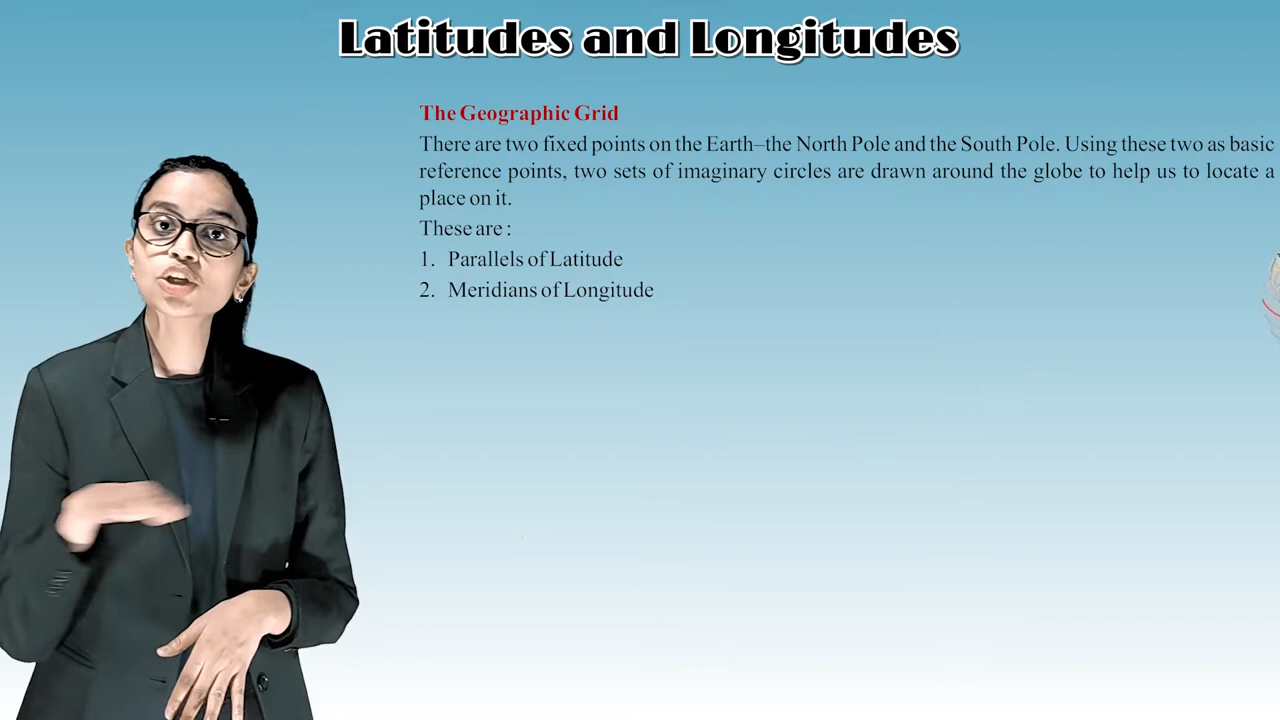 Latitudes and Longitudes
The Geographic Grid
There are two fixed points on the Earth–the North Pole and the South Pole. Using these two as basic
reference points, two sets of imaginary circles are drawn around the globe to help us to locate a
place on it.
These are :
1. Parallels of Latitude
2. Meridians of Longitude